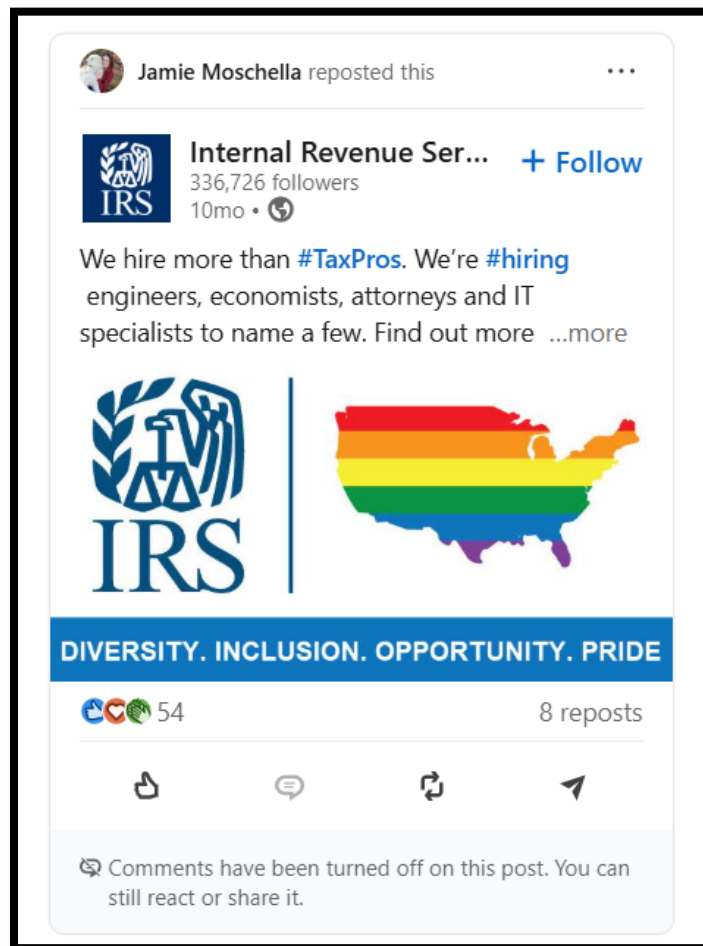 Jamie Moschella reposted this
IRS
Internal Revenue Ser...
+ Follow
336,726 followers
10mo •
We hire more than #TaxPros. We’re #hiring
engineers, economists, attorneys and IT
specialists to name a few. Find out more ...more
IRS
DIVERSITY. INCLUSION. OPPORTUNITY. PRIDE
54
8 reposts
Comments have been turned off on this post. You can
still react or share it.